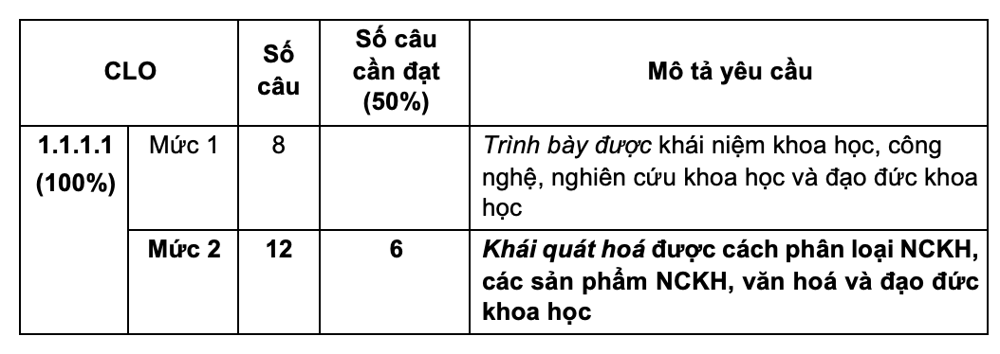 CLO
Số
câu
Số câu
cần đạt
(50%)
Mô tả yêu cầu
1.1.1.1
(100%)
Mức 1
8
Trình bày được khái niệm khoa học, công
nghệ, nghiên cứu khoa học và đạo đức khoa
học
Mức 2
12
6
Khái quát hoá được cách phân loại NCKH,
các sản phẩm NCKH, văn hoá và đạo đức
khoa học